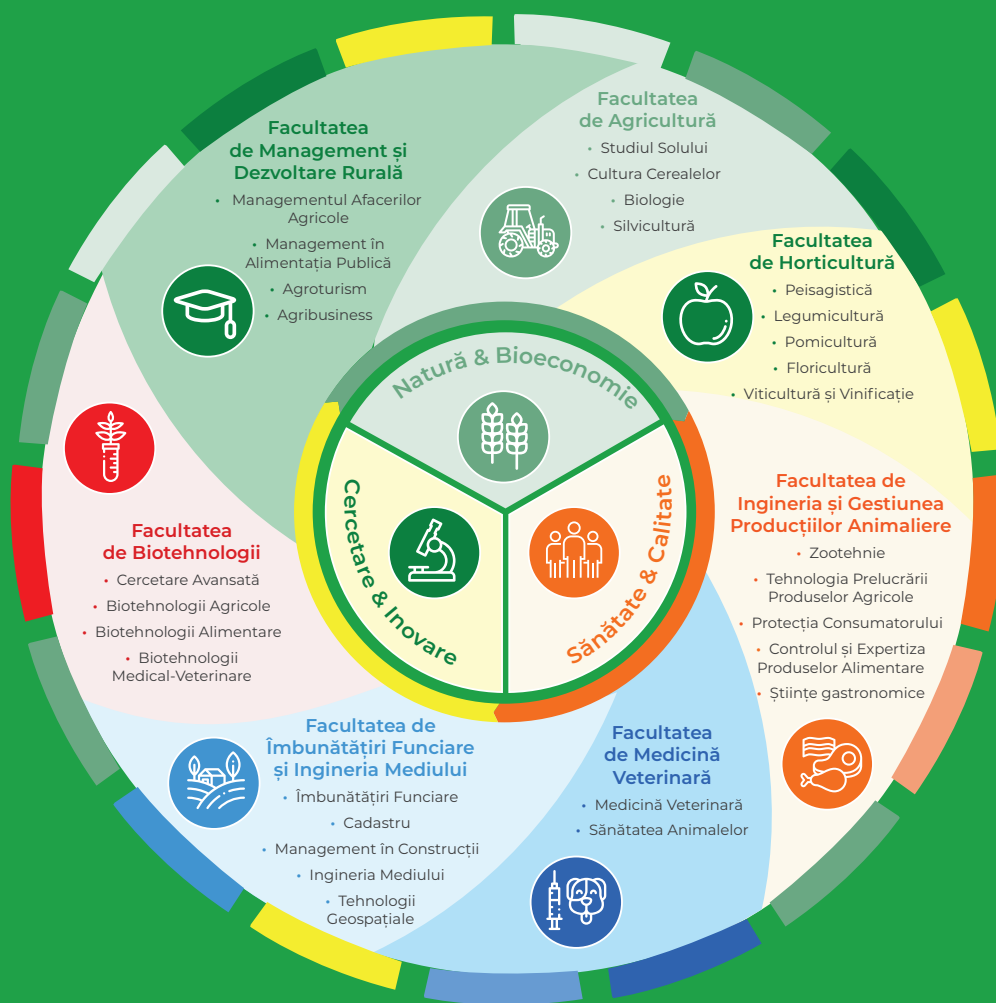 Facultatea
de Management și
Dezvoltare Rurală
• Managementul Afacerilor
Agricole
• Management în
Alimentația Publică
• Agroturism
• Agribusiness
Facultatea
de Agricultură
• Studiul Solului
• Cultura Cerealelor
• Biologie
• Silvicultură
Facultatea
de Horticultură
• Peisagistică
• Legumicultură
• Pomicultură
• Floricultură
• Viticultură și Vinificație
Natură & Bioeconomie
Cercetare & Inovare
Sănătate & Calitate
Facultatea de
Ingineria și Gestiunea
Producțiilor Animaliere
• Zootehnie
• Tehnologia Prelucrării
Produselor Agricole
• Protecția Consumatorului
• Controlul și Expertiza
Produselor Alimentare
• Științe gastronomice
Facultatea
de Biotehnologii
• Cercetare Avansată
• Biotehnologii Agricole
• Biotehnologii Alimentare
• Biotehnologii
Medical-Veterinare
Facultatea de
Îmbunătățiri Funciare
și Ingineria Mediului
• Îmbunătățiri Funciare
• Cadastru
• Management în Construcții
• Ingineria Mediului
• Tehnologii
Geospațiale
Facultatea
de Medicină
Veterinară
• Medicină Veterinară
• Sănătatea Animalelor